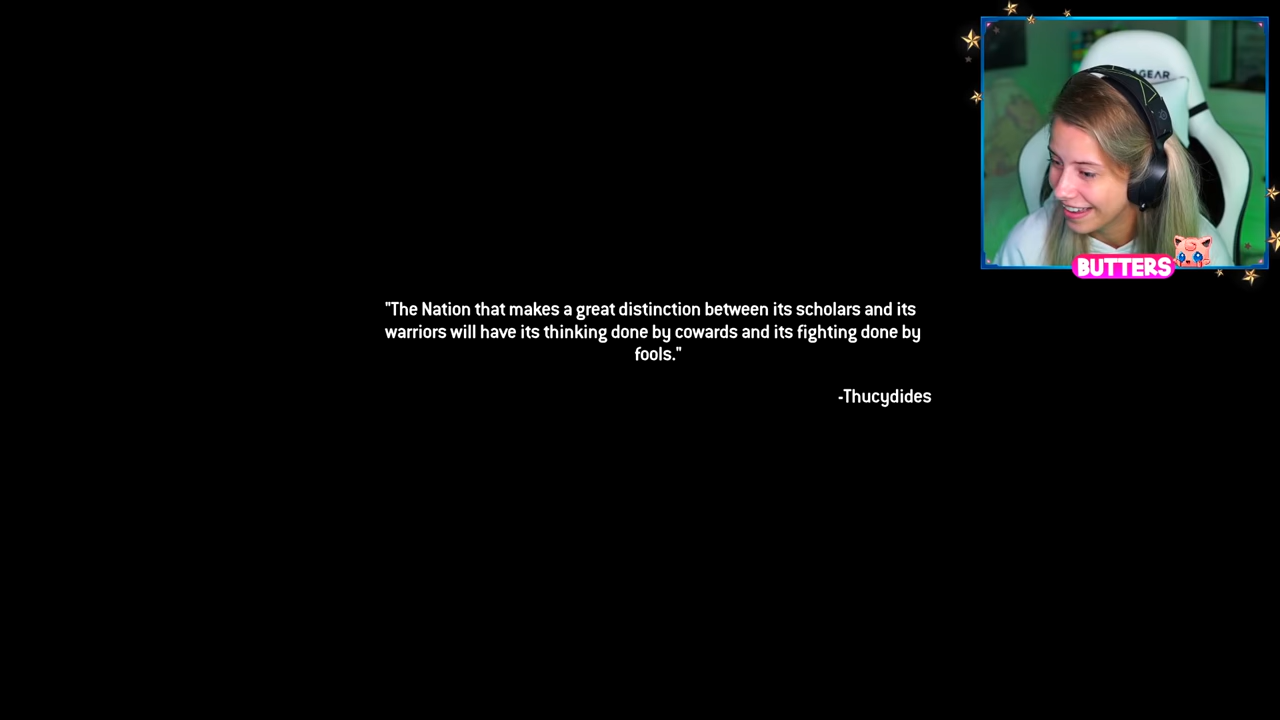 "The Nation that makes a great distinction between its scholars and its
warriors will have its thinking done by cowards and its fighting done by
fools."
-Thucydides
BUTTERS